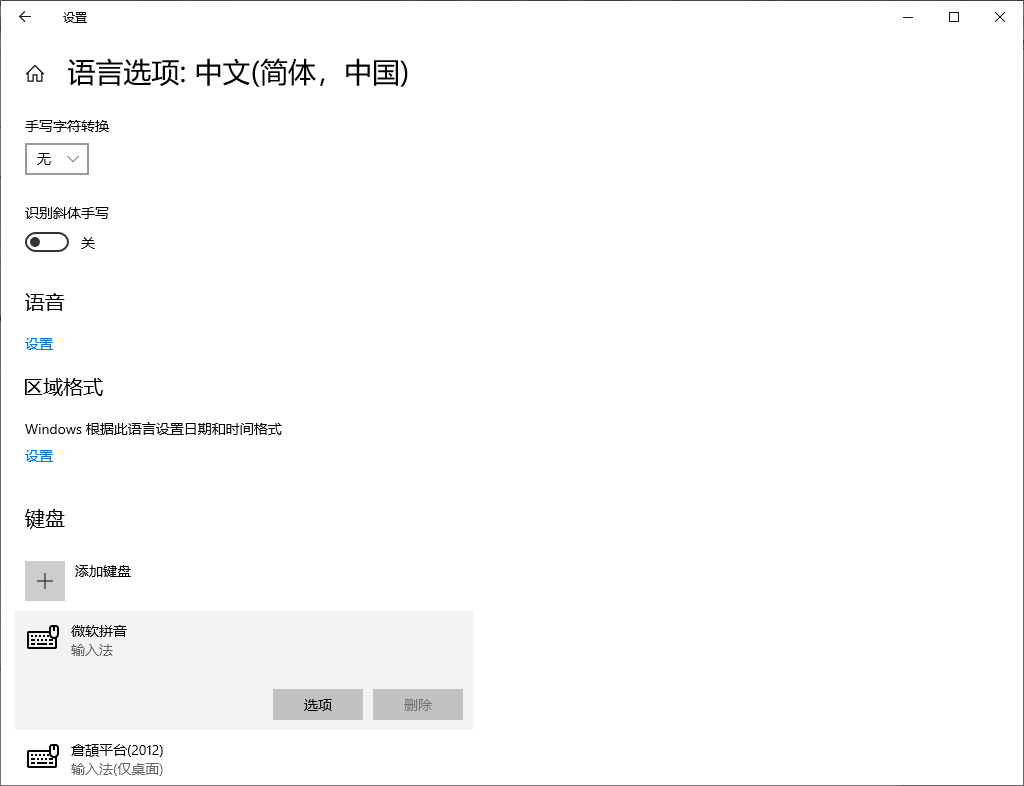 设置
语言选项: 中文(简体，中国)
手写字符转换
无
识别斜体手写
关
语音
设置
区域格式
Windows 根据此语言设置日期和时间格式
设置
键盘
添加键盘
微软拼音
输入法
选项
删除
倉頡平台(2012)
输入法(仅桌面)